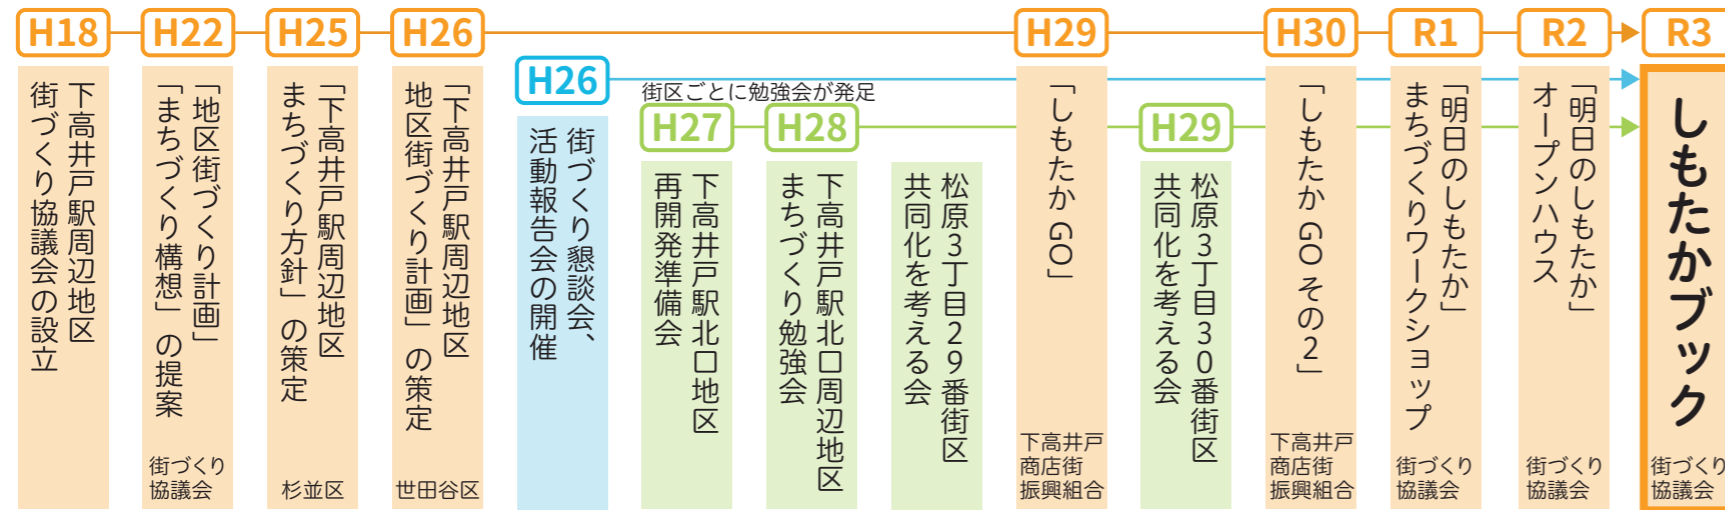 H18
下高井戸駅周辺地区
街づくり協議会の設立
H22
「地区街づくり計画」
「まちづくり構想」の提案
街づくり
協議会
H25
「下高井戸駅周辺地区
まちづくり方針」の策定
杉並区
H26
「下高井戸駅周辺地区
地区街づくり計画」の策定
世田谷区
H26
街づくり懇談会、
活動報告会の開催
街区ごとに勉強会が発足
H27
下高井戸駅北口地区
再開発準備会
H28
下高井戸駅北口周辺地区
まちづくり勉強会
松原3丁目29番街区
共同化を考える会
H29
「しもたか GO」
下高井戸
商店街
振興組合
H29
松原3丁目30番街区
共同化を考える会
H30
「しもたか GO その2」
下高井戸
商店街
振興組合
R1
「明日のしもたか」
まちづくりワークショップ
街づくり
協議会
R2
「明日のしもたか」
オープンハウス
街づくり
協議会
R3
しもたかブック
街づくり
協議会